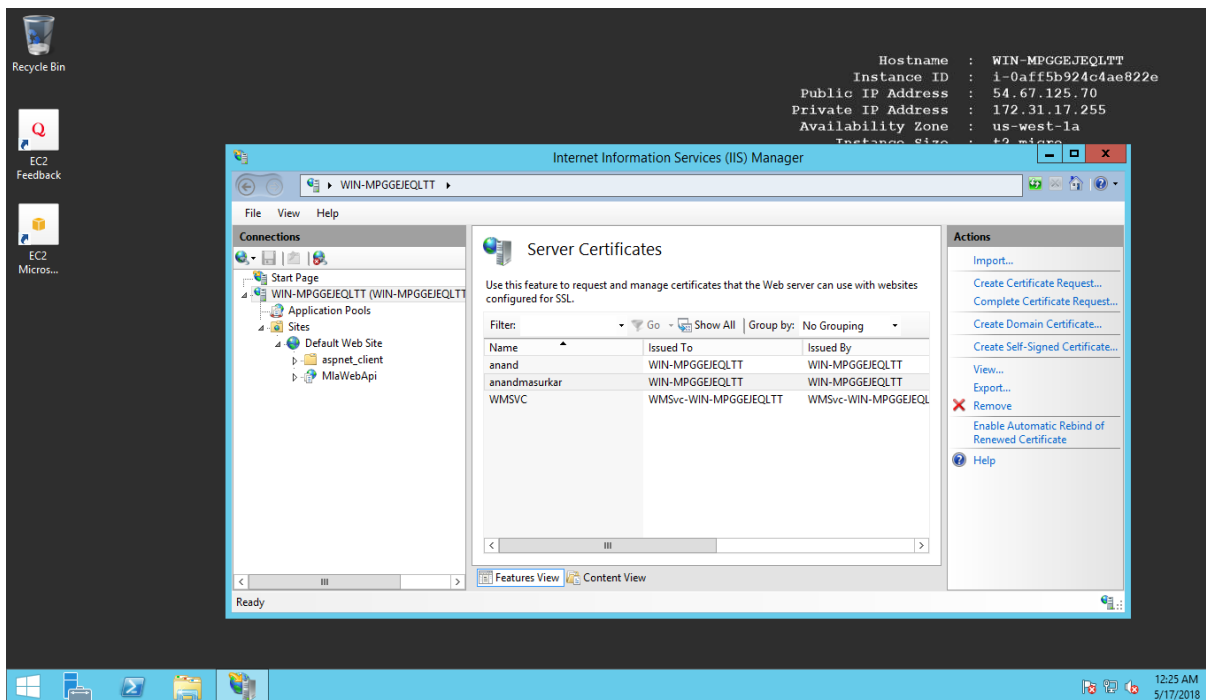 Recycle Bin
EC2
Feedback
EC2
Micros...
Hostname : WIN-MPGGEJEQLTT
Instance ID : i-0aff5b924c4ae822e
Public IP Address : 54.67.125.70
Private IP Address : 172.31.17.255
Availability Zone : us-west-1a
Instance Size : t2.micro
Internet Information Services (IIS) Manager
WIN-MPGGEJEQLTT
File View Help
Connections
Start Page
WIN-MPGGEJEQLTT (WIN-MPGGEJEQLTT
Application Pools
Sites
Default Web Site
aspnet_client
MlaWebApi
Server Certificates
Use this feature to request and manage certificates that the Web server can use with websites
configured for SSL.
Filter: Go Show All Group by: No Grouping
Name Issued To Issued By
anand WIN-MPGGEJEQLTT WIN-MPGGEJEQLTT
anandmasurkar WIN-MPGGEJEQLTT WIN-MPGGEJEQLTT
WMSVC WMSvc-WIN-MPGGEJEQLTT WMSvc-WIN-MPGGEJEQL
Features View Content View
Actions
Import...
Create Certificate Request...
Complete Certificate Request...
Create Domain Certificate...
Create Self-Signed Certificate...
View...
Export...
Remove
Enable Automatic Rebind of
Renewed Certificate
Help
Ready
12:25 AM
5/17/2018